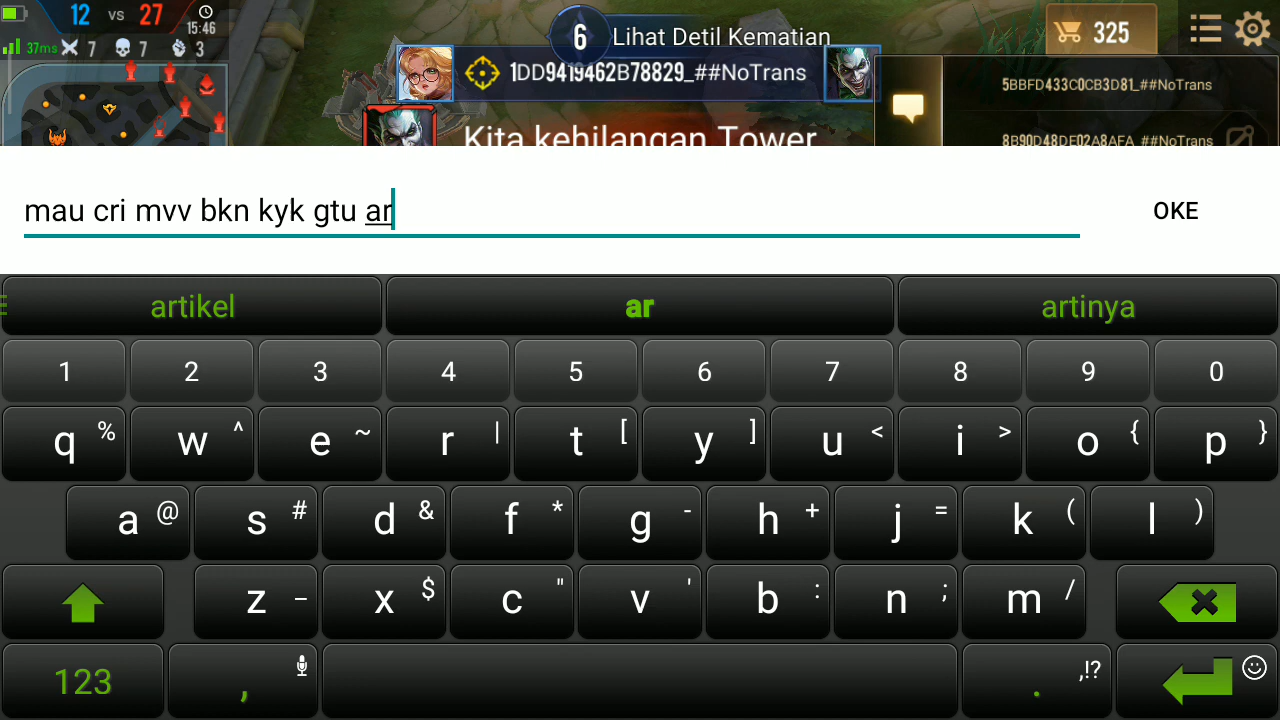 12 vs 27
15:46
37ms 7 7 3
6 Lihat Detil Kematian
1DD9419462B78829_##NoTrans
Kita kehilangan Tower
325
5BBFD433C0CB3D81_##NoTrans
8B90D48DE02A8AFA_##NoTrans
mau cri mvv bkn kyk gtu ar
OKE
artikel ar artinya
1 2 3 4 5 6 7 8 9 0
q % w ^ e ~ r | t [ y ] u < i > o { p }
a @ s # d & f * g - h + j = k ( l )
z _ x $ c " v ' b : n ; m /
123 , . ,!?